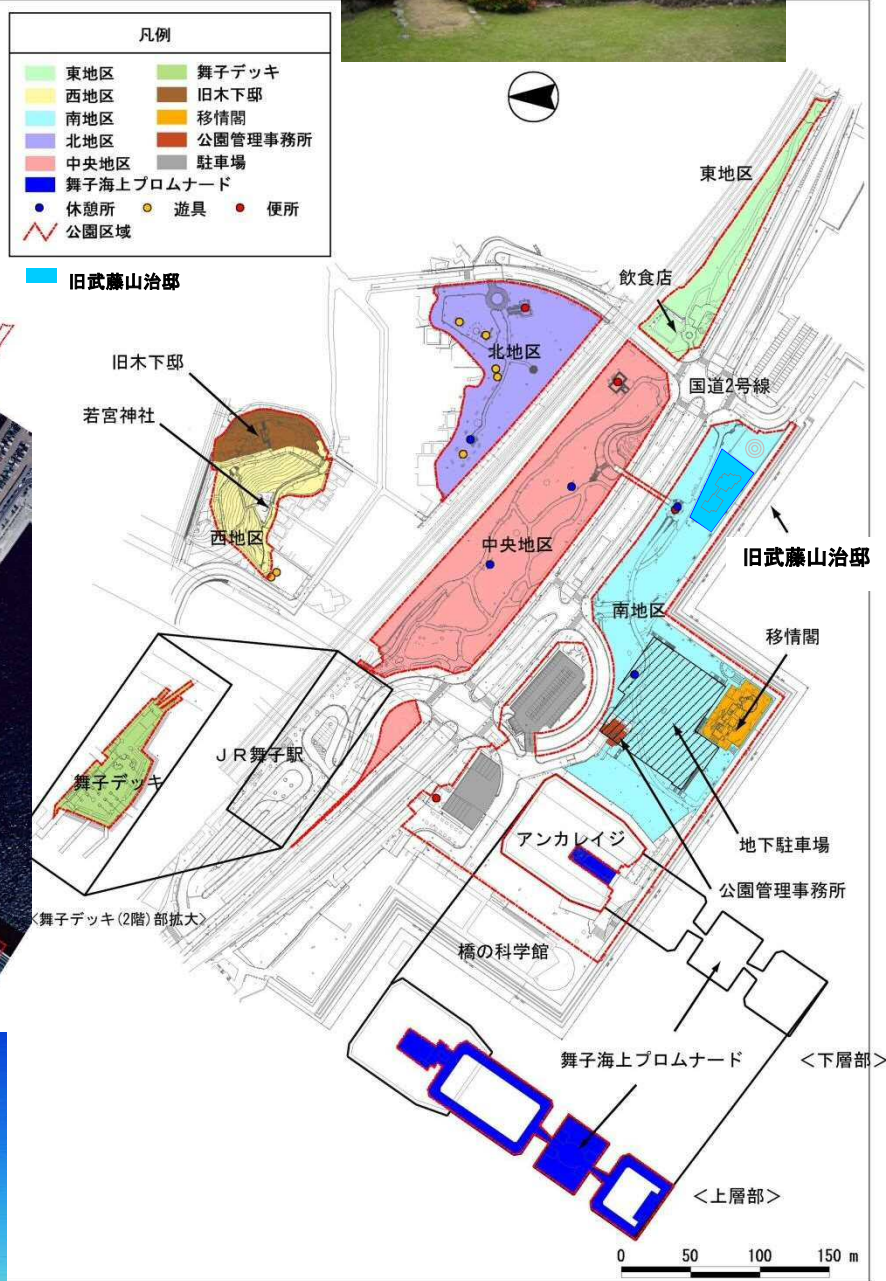 凡例
東地区
舞子デッキ
西地区
旧木下邸
南地区
移情閣
北地区
公園管理事務所
中央地区
駐車場
舞子海上プロムナード
休憩所
遊具
便所
公園区域
旧武藤山治邸
東地区
飲食店
旧木下邸
北地区
国道2号線
若宮神社
西地区
中央地区
旧武藤山治邸
南地区
移情閣
JR舞子駅
舞子デッキ
アンカレイジ
地下駐車場
公園管理事務所
<舞子デッキ(2階)部拡大>
橋の科学館
舞子海上プロムナード
<下層部>
<上層部>
0 50 100 150 m